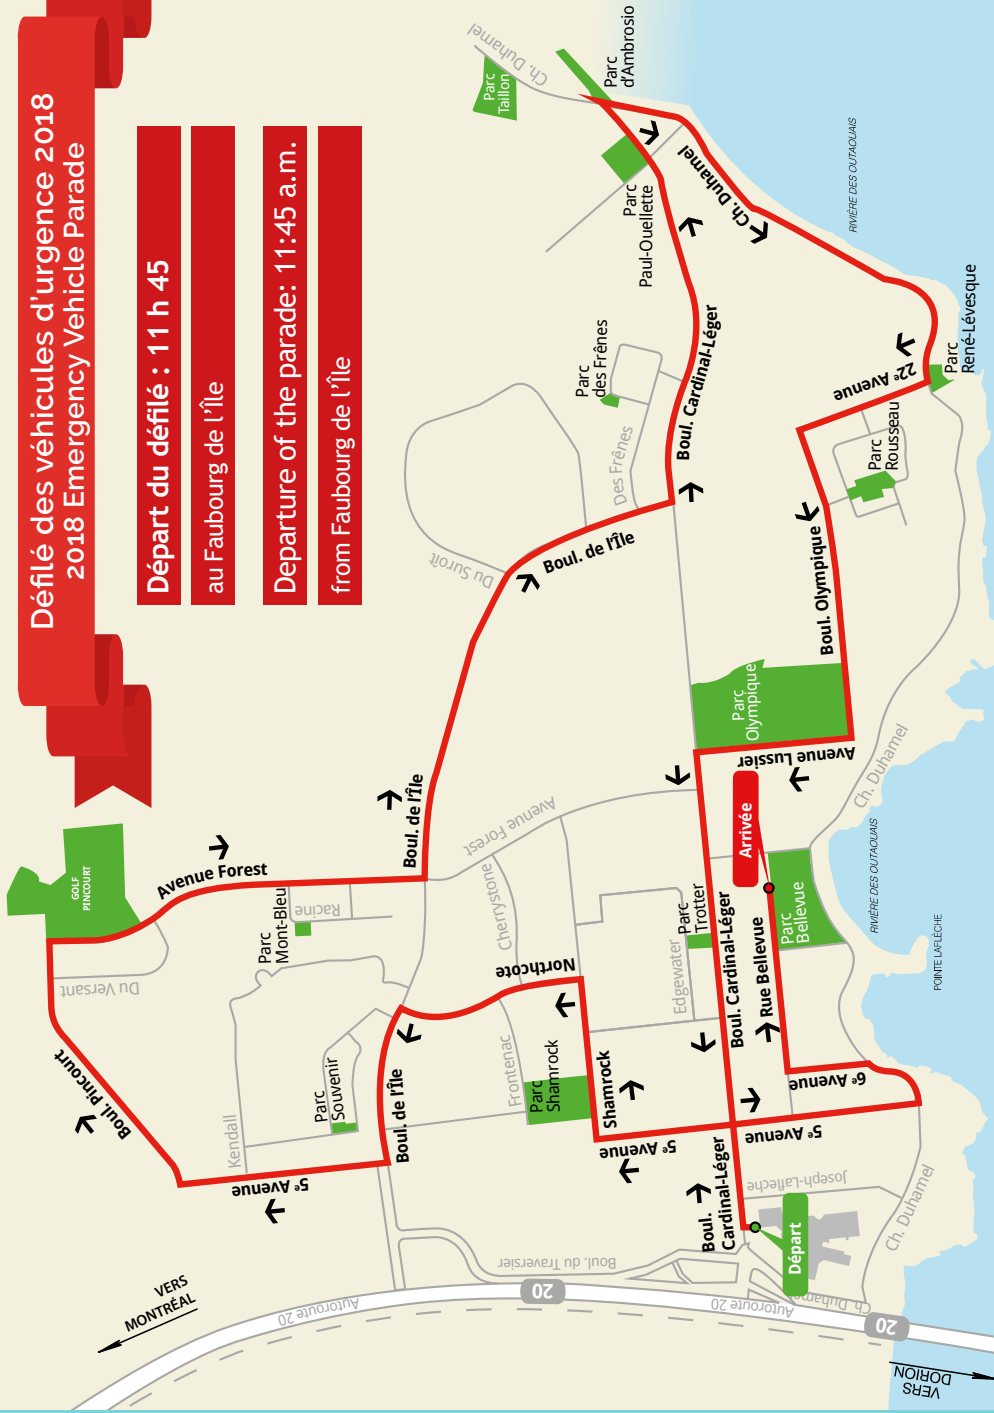 Défilé des véhicules d'urgence 2018
2018 Emergency Vehicle Parade
Départ du défilé : 11 h 45
au Faubourg de l'Île
Departure of the parade: 11:45 a.m.
from Faubourg de l'Île
GOLF
PINCOURT
Avenue Forest
Parc
Mont-Bleu
Racine
Du Versant
Boul. Pincourt
Kendall
Parc
Souvenir
5e Avenue
Boul. de l'Île
Boul. de l'Île
Boul. de l'Île
Du Suroît
Des Frênes
Parc
des Frênes
Parc
Taillon
Ch. Duhamel
Parc
d'Ambrosio
Parc
Paul-Ouellette
Ch. Duhamel
RIVIÈRE DES OUTAOUAIS
Boul. Cardinal-Léger
22e Avenue
Parc
René-Lévesque
Parc
Rousseau
Boul. Olympique
Parc
Olympique
Avenue Lussier
Ch. Duhamel
Arrivée
Avenue Forest
Cherrystone
Northcote
Frontenac
Parc
Shamrock
Shamrock
5e Avenue
Edgewater
Parc
Trotter
Boul. Cardinal-Léger
Rue Bellevue
Parc
Bellevue
RIVIÈRE DES OUTAOUAIS
POINTE LAFLÈCHE
6e Avenue
5e Avenue
Boul.
Cardinal-Léger
Joseph-Laflèche
Départ
Ch. Duhamel
Ch. Duhamel
Boul. du Traversier
Autoroute 20
20
Autoroute 20
20
VERS
MONTRÉAL
VERS
DORION